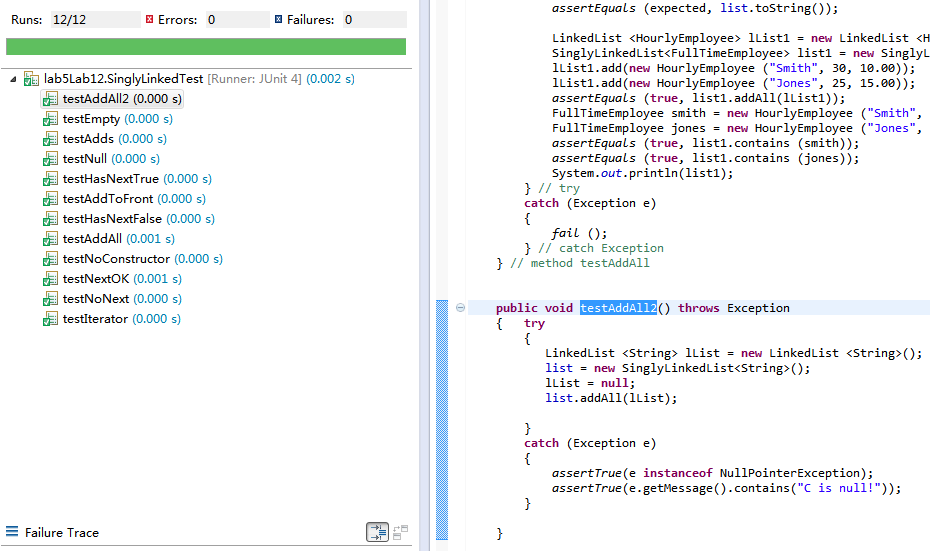 Runs: 12/12 Errors: 0 Failures: 0
lab5Lab12.SinglyLinkedTest [Runner: JUnit 4] (0.002 s)
testAddAll2 (0.000 s)
testEmpty (0.000 s)
testAdds (0.000 s)
testNull (0.000 s)
testHasNextTrue (0.000 s)
testAddToFront (0.000 s)
testHasNextFalse (0.000 s)
testAddAll (0.001 s)
testNoConstructor (0.000 s)
testNextOK (0.001 s)
testNoNext (0.000 s)
testIterator (0.000 s)
Failure Trace
assertEquals (expected, list.toString());
LinkedList <HourlyEmployee> lList1 = new LinkedList <H
SinglyLinkedList<FullTimeEmployee> list1 = new SinglyL
lList1.add(new HourlyEmployee ("Smith", 30, 10.00));
lList1.add(new HourlyEmployee ("Jones", 25, 15.00));
assertEquals (true, list1.addAll(lList1));
FullTimeEmployee smith = new HourlyEmployee ("Smith",
FullTimeEmployee jones = new HourlyEmployee ("Jones",
assertEquals (true, list1.contains (smith));
assertEquals (true, list1.contains (jones));
System.out.println(list1);
} // try
catch (Exception e)
{
fail ();
} // catch Exception
} // method testAddAll
public void testAddAll2() throws Exception
{ try
{
LinkedList <String> lList = new LinkedList <String>();
list = new SinglyLinkedList<String>();
lList = null;
list.addAll(lList);
}
catch (Exception e)
{
assertTrue(e instanceof NullPointerException);
assertTrue(e.getMessage().contains("C is null!"));
}
}